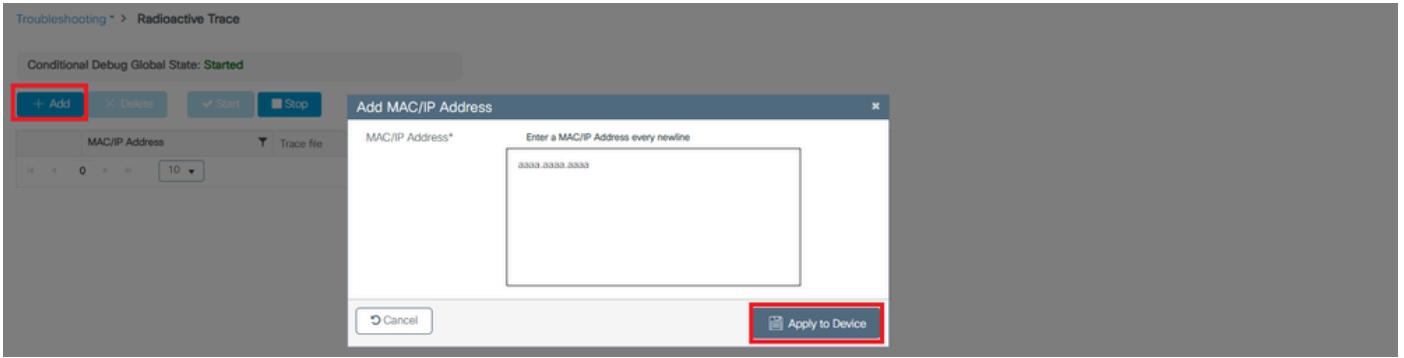 Troubleshooting > Radioactive Trace
Conditional Debug Global State: Started
+ Add × Delete ✓ Start Stop
MAC/IP Address Trace file
0 10
Add MAC/IP Address ×
MAC/IP Address* Enter a MAC/IP Address every newline
aaaa.aaaa.aaaa
Cancel Apply to Device